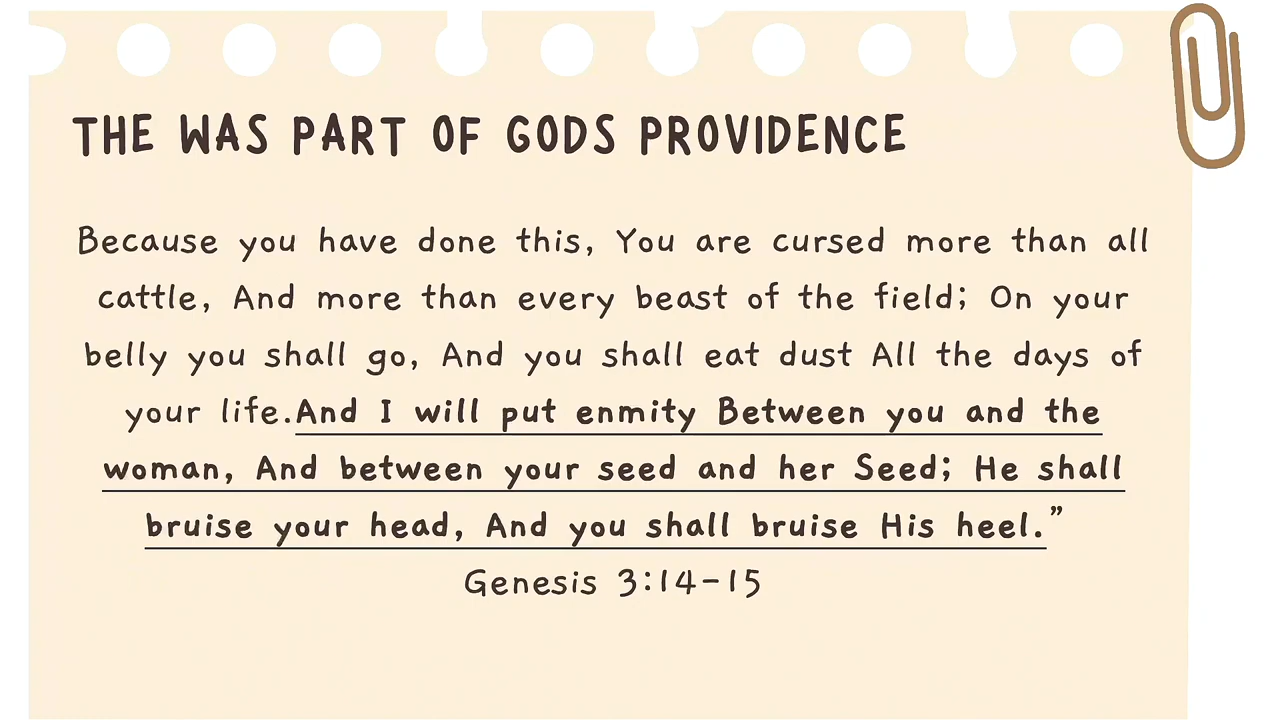 THE WAS PART OF GODS PROVIDENCE
Because you have done this, You are cursed more than all
cattle, And more than every beast of the field; On your
belly you shall go, And you shall eat dust All the days of
your life.And I will put enmity Between you and the
woman, And between your seed and her Seed; He shall
bruise your head, And you shall bruise His heel.”
Genesis 3:14-15